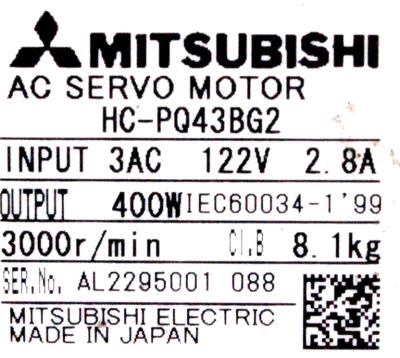 MITSUBISHI
AC SERVO MOTOR
HC-PQ43BG2
INPUT 3AC 122V 2.8A
OUTPUT 400W IEC60034-1'99
3000r/min CI.B 8.1kg
SER.No. AL2295001 088
MITSUBISHI ELECTRIC
MADE IN JAPAN